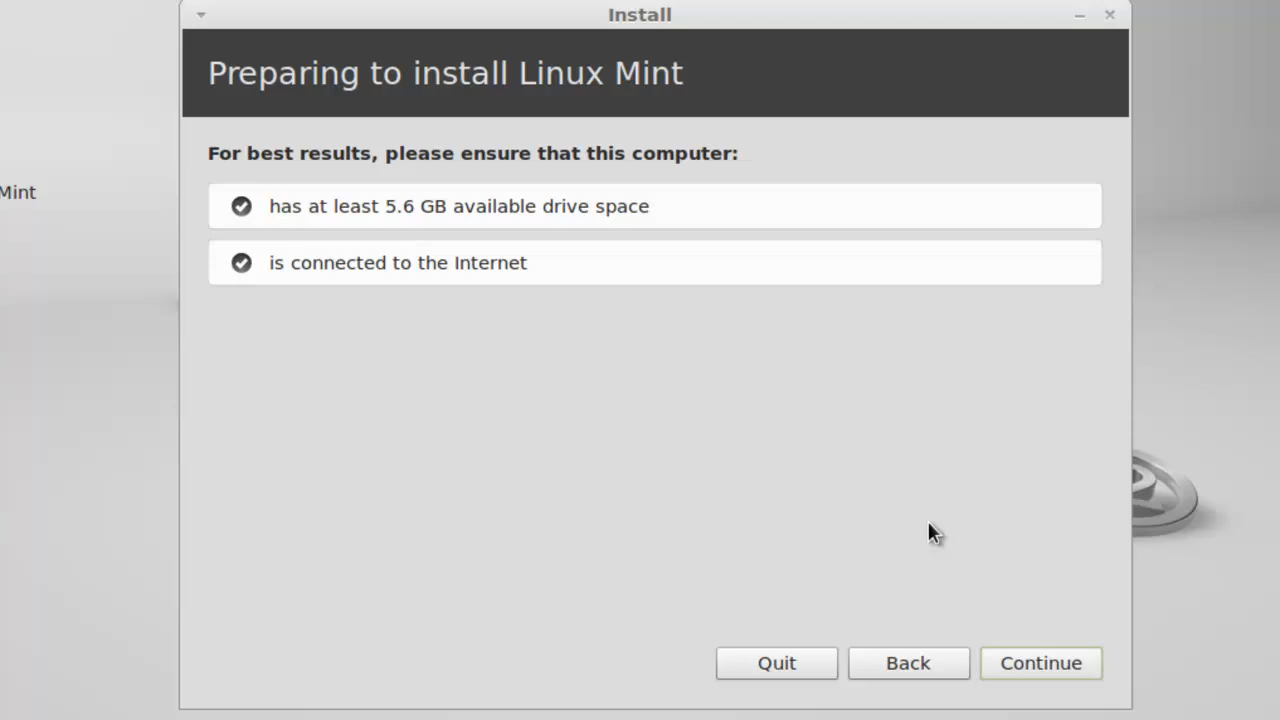 Install
Preparing to install Linux Mint
For best results, please ensure that this computer:
Mint
has at least 5.6 GB available drive space
is connected to the Internet
Quit
Back
Continue